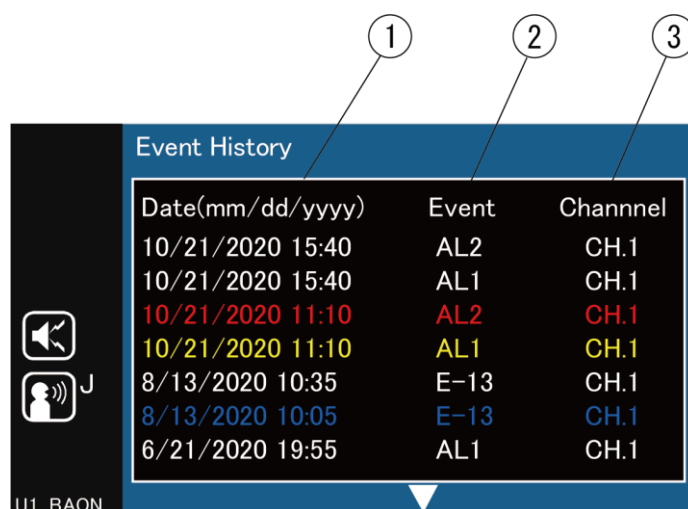 ① ② ③
Event History
Date(mm/dd/yyyy) Event Channnel
10/21/2020 15:40 AL2 CH.1
10/21/2020 15:40 AL1 CH.1
10/21/2020 11:10 AL2 CH.1
10/21/2020 11:10 AL1 CH.1
8/13/2020 10:35 E-13 CH.1
J
8/13/2020 10:05 E-13 CH.1
6/21/2020 19:55 AL1 CH.1
U1 BAON